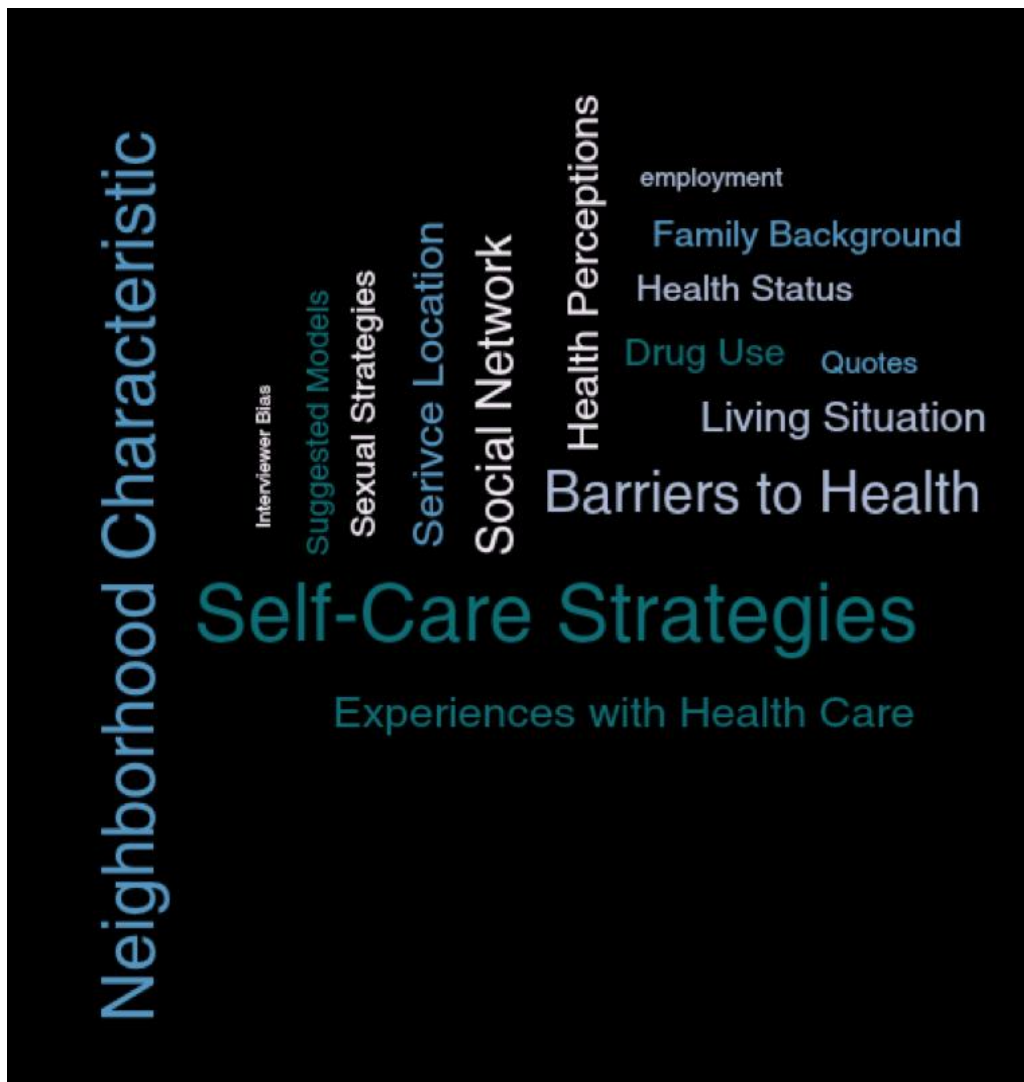 Neighborhood Characteristic
Interviewer Bias
Suggested Models
Sexual Strategies
Serivce Location
Social Network
Health Perceptions
employment
Family Background
Health Status
Drug Use
Quotes
Living Situation
Barriers to Health
Self-Care Strategies
Experiences with Health Care